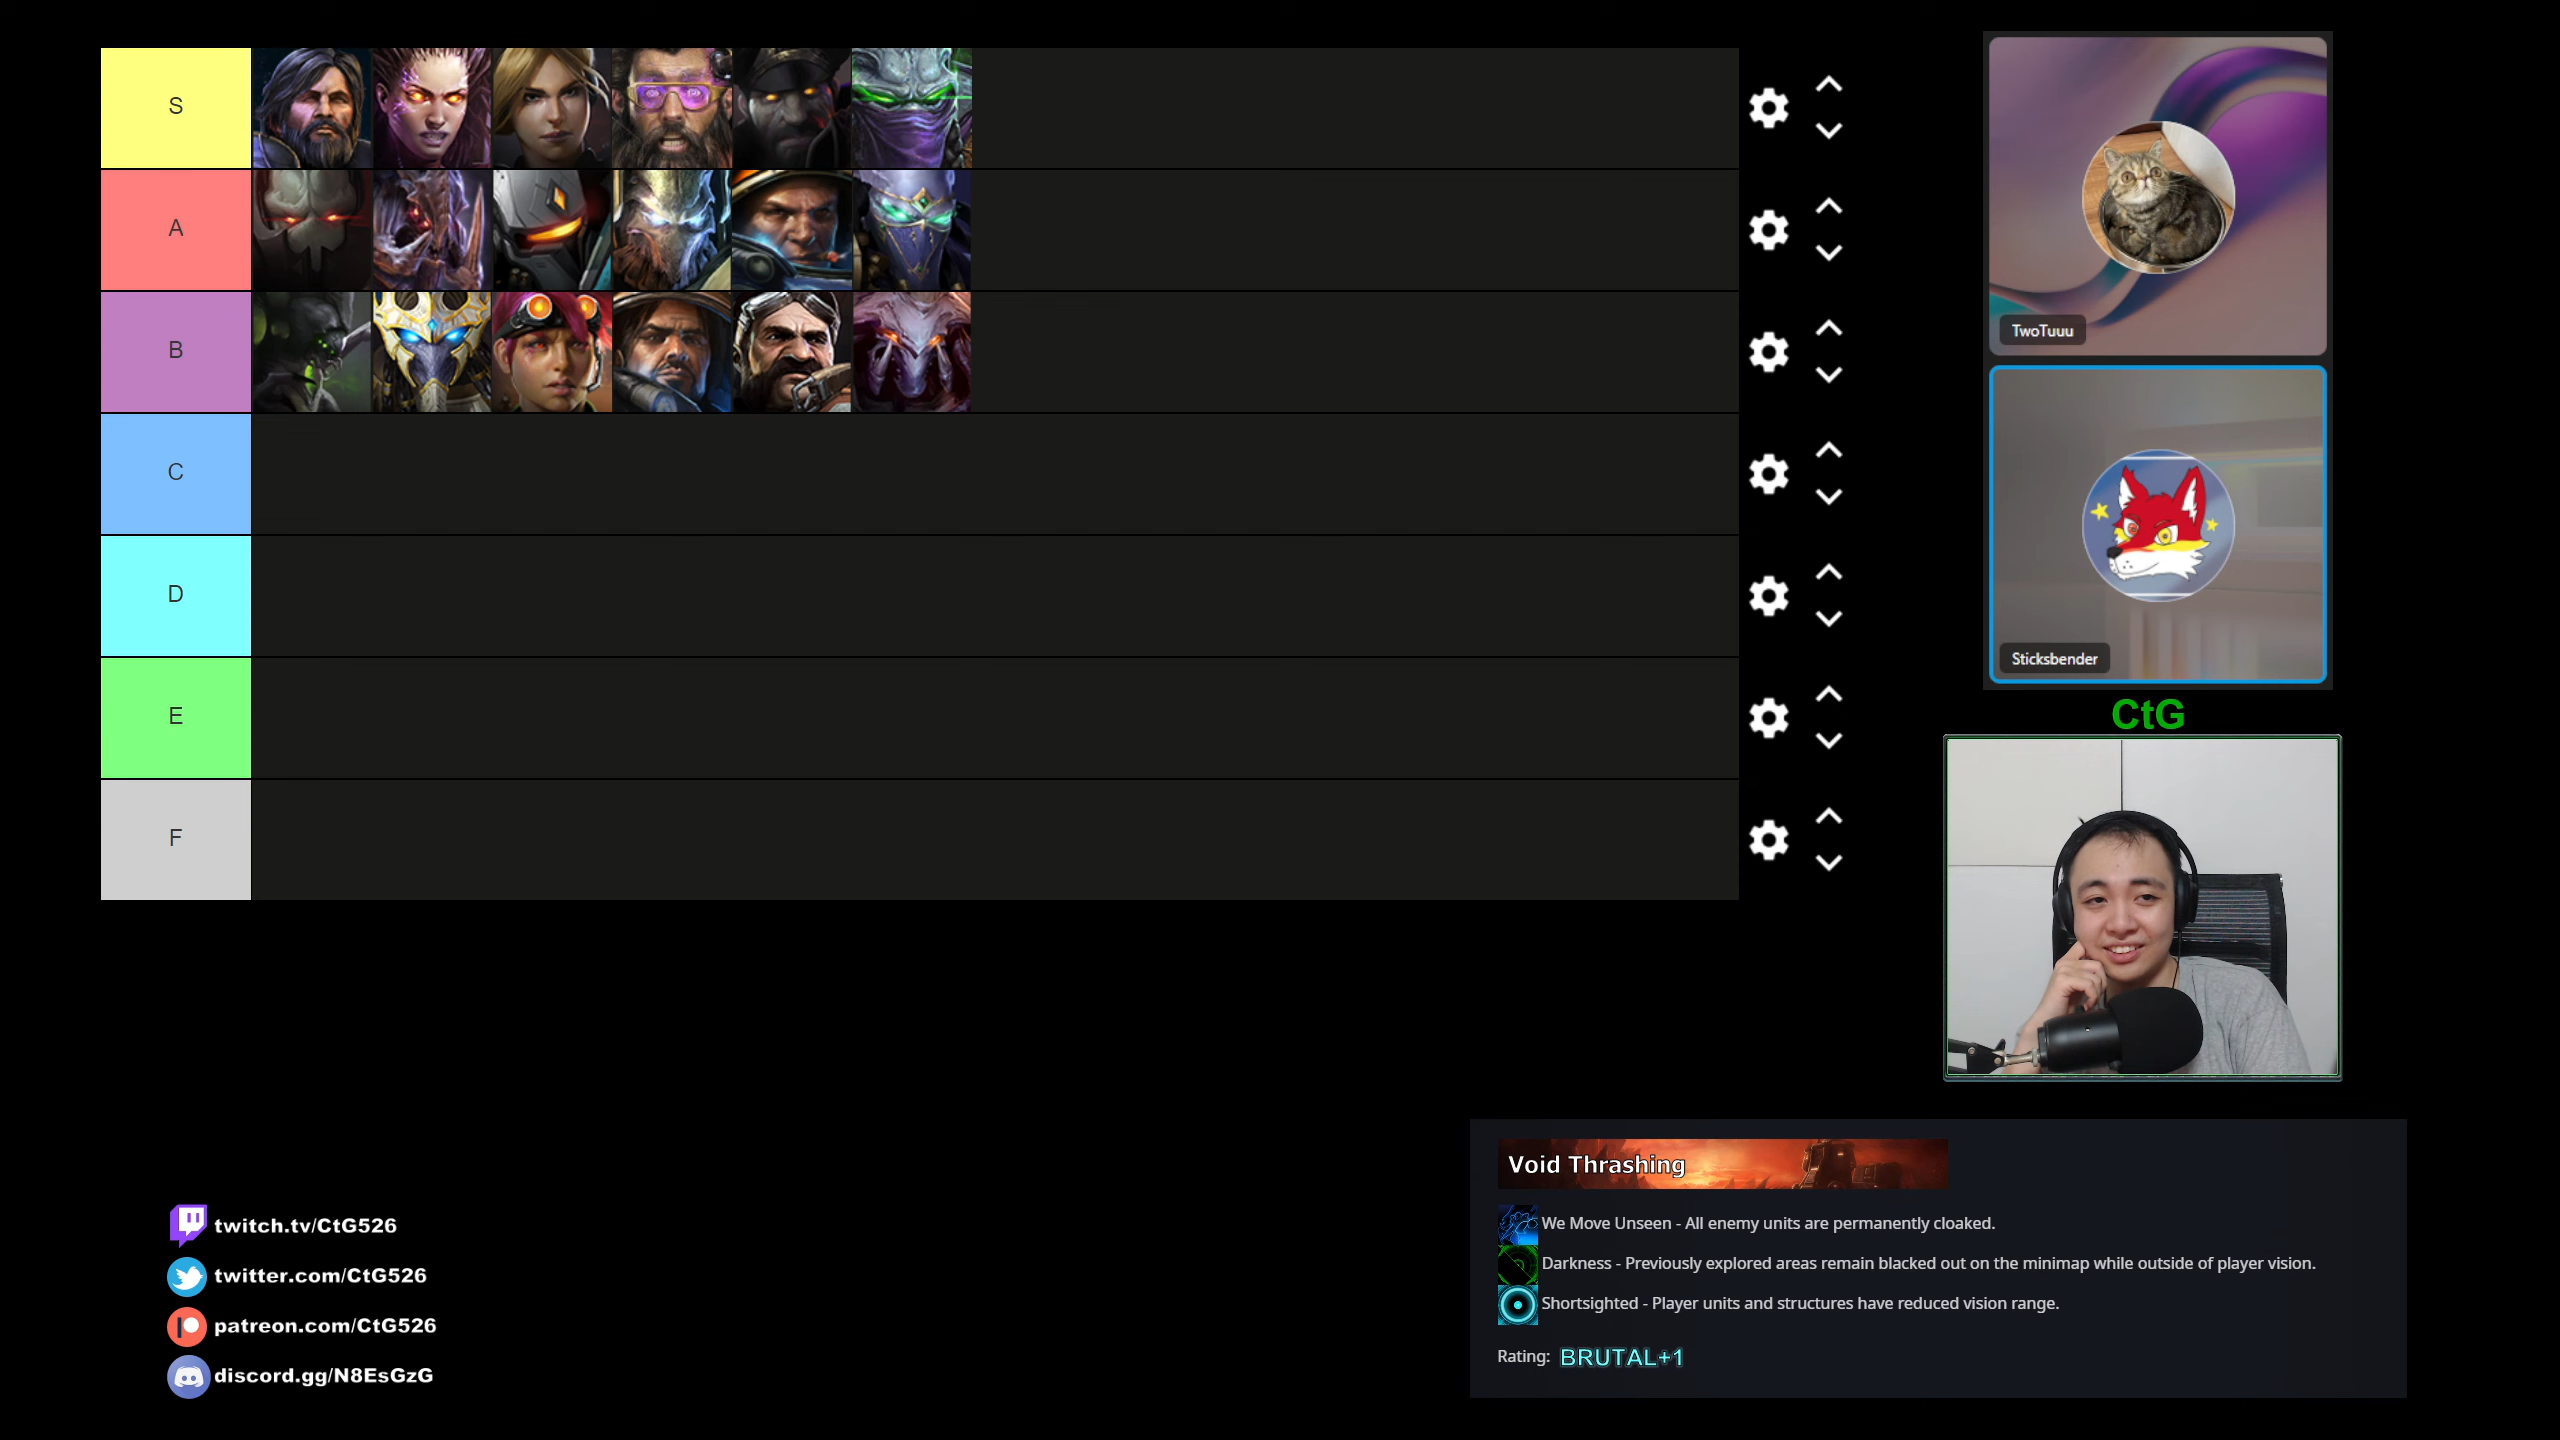 S
A
B
C
D
E
F
TwoTuuu
Sticksbender
CtG
Void Thrashing
We Move Unseen - All enemy units are permanently cloaked.
Darkness - Previously explored areas remain blacked out on the minimap while outside of player vision.
Shortsighted - Player units and structures have reduced vision range.
Rating: BRUTAL+1
twitch.tv/CtG526
twitter.com/CtG526
patreon.com/CtG526
discord.gg/N8EsGzG